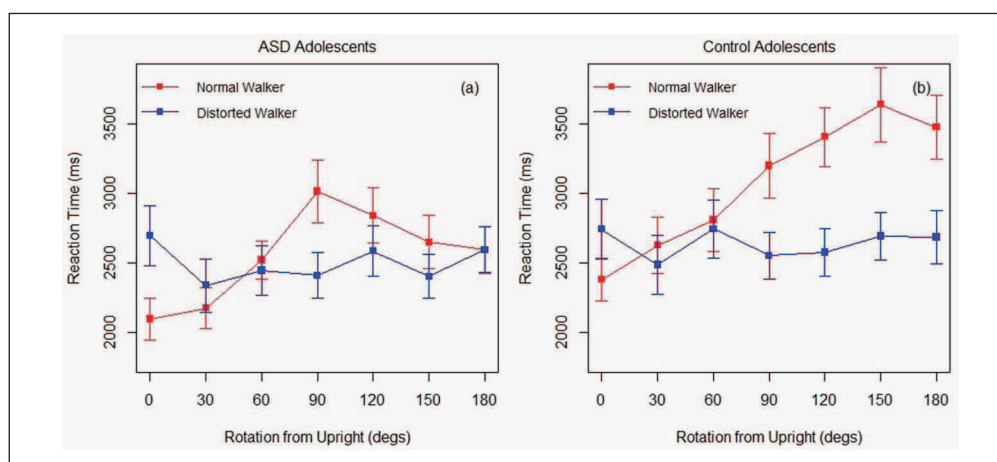 ASD Adolescents
Normal Walker
Distorted Walker
(a)
Reaction Time (ms)
3500
3000
2500
2000
0 30 60 90 120 150 180
Rotation from Upright (degs)
Control Adolescents
Normal Walker
Distorted Walker
(b)
Reaction Time (ms)
3500
3000
2500
2000
0 30 60 90 120 150 180
Rotation from Upright (degs)